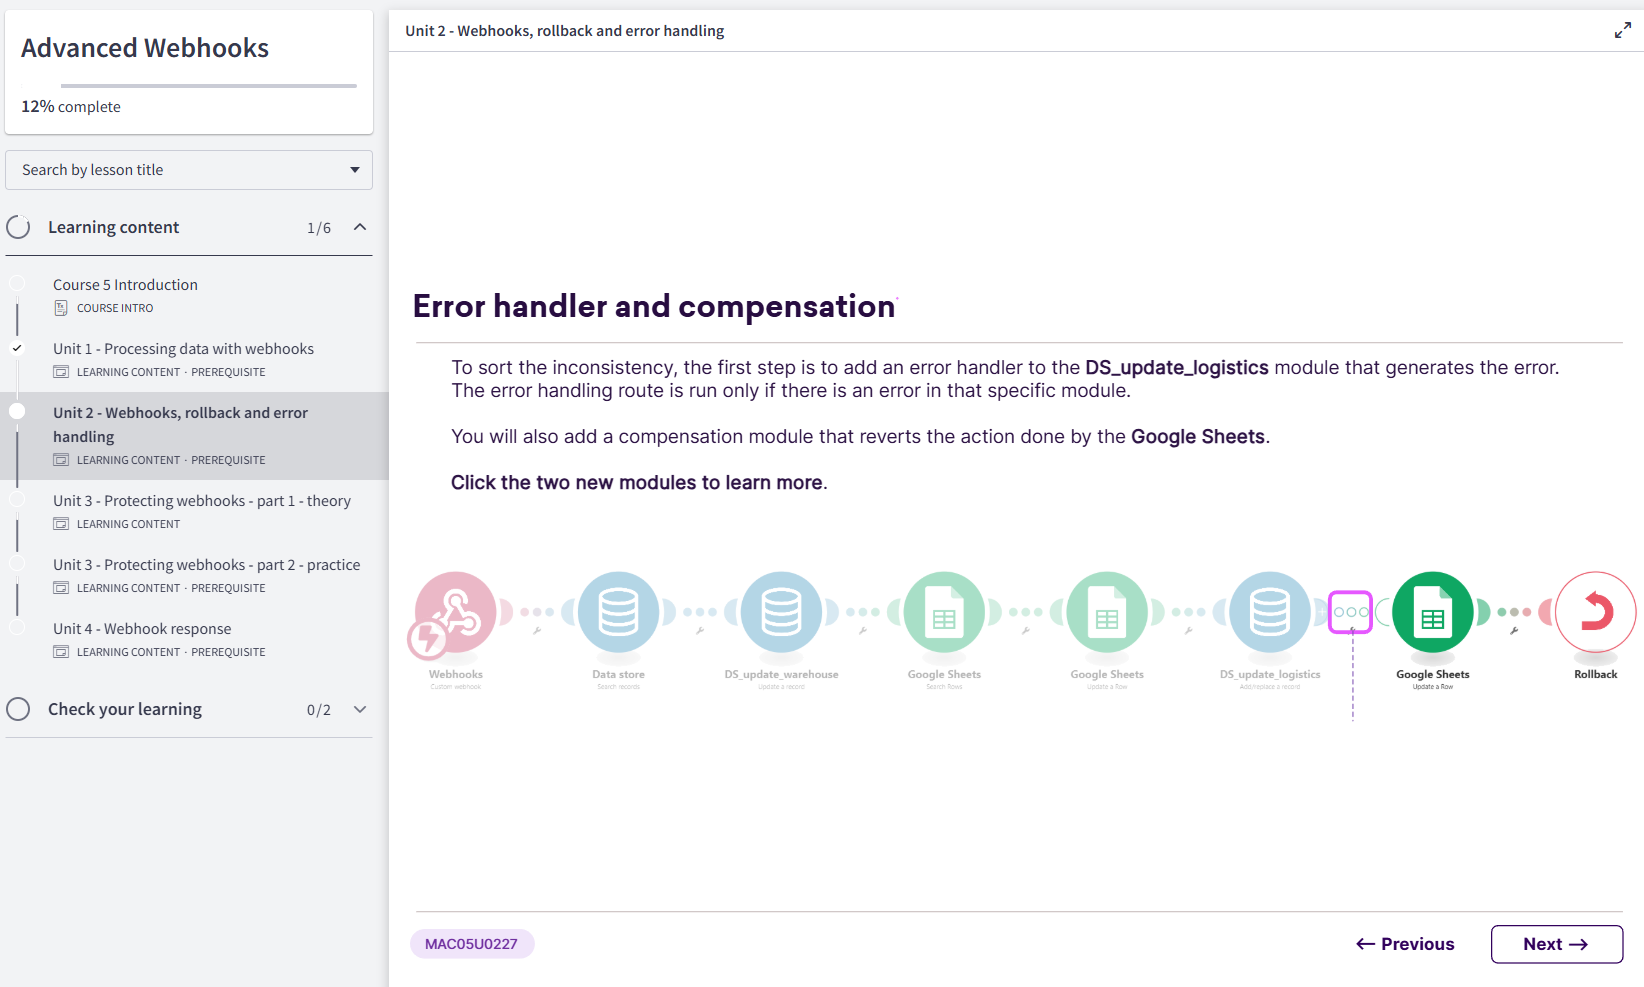 Advanced Webhooks
12% complete
Search by lesson title
Learning content 1/6
Course 5 Introduction
COURSE INTRO
Unit 1 - Processing data with webhooks
LEARNING CONTENT · PREREQUISITE
Unit 2 - Webhooks, rollback and error
handling
LEARNING CONTENT · PREREQUISITE
Unit 3 - Protecting webhooks - part 1 - theory
LEARNING CONTENT
Unit 3 - Protecting webhooks - part 2 - practice
LEARNING CONTENT · PREREQUISITE
Unit 4 - Webhook response
LEARNING CONTENT · PREREQUISITE
Check your learning 0/2
Unit 2 - Webhooks, rollback and error handling
Error handler and compensation
To sort the inconsistency, the first step is to add an error handler to the DS_update_logistics module that generates the error.
The error handling route is run only if there is an error in that specific module.
You will also add a compensation module that reverts the action done by the Google Sheets.
Click the two new modules to learn more.
Webhooks Data store DS_update_warehouse Google Sheets Google Sheets DS_update_logistics Google Sheets Rollback
Custom webhook Search records Update a record Search Rows Update a Row Add/replace a record Update a Row
MAC05U0227
← Previous
Next →